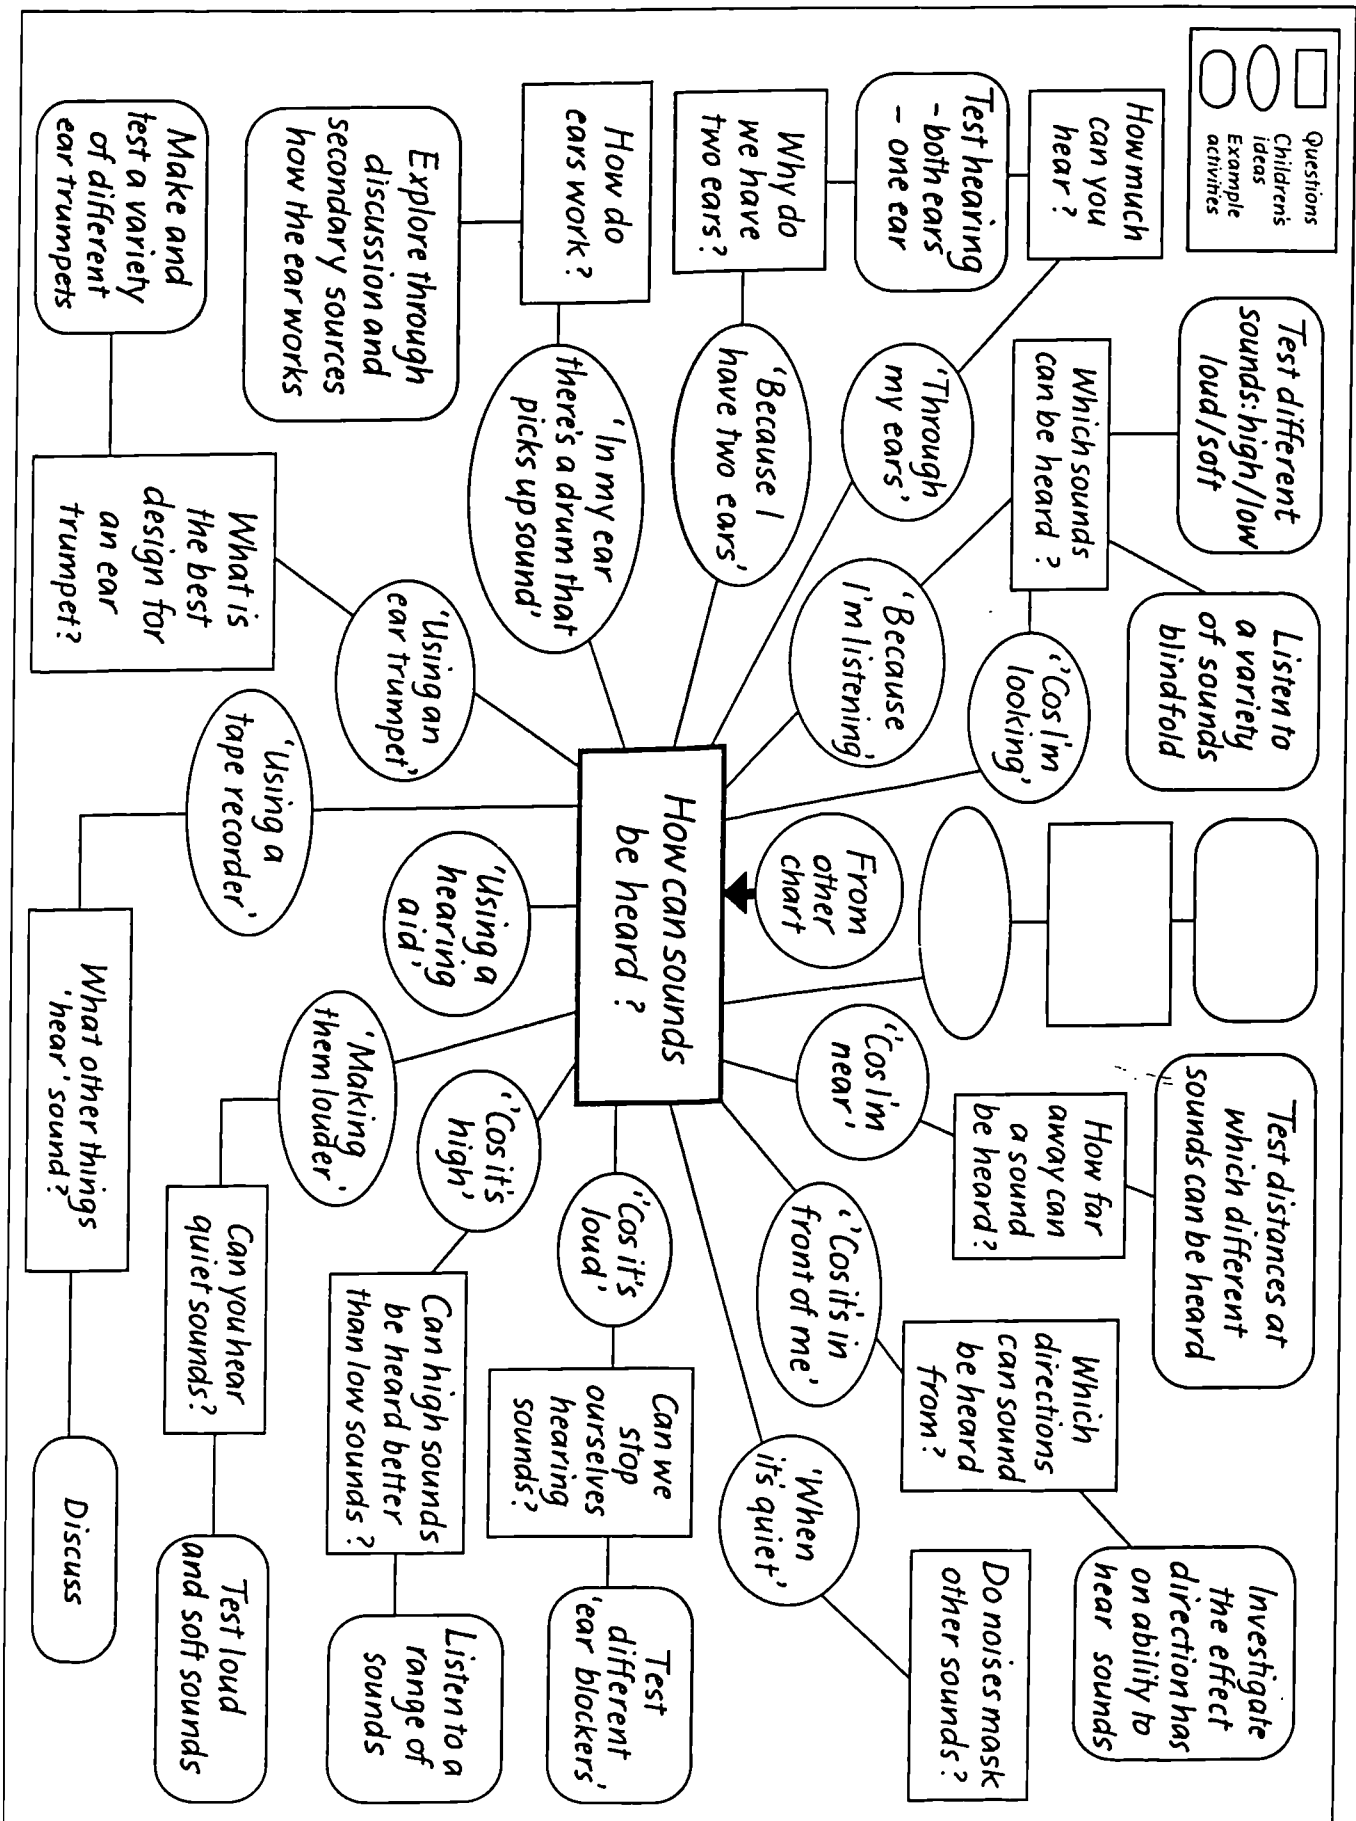 Questions
Children's
ideas
Example
activities
How much
can you
hear?
Test hearing
- both ears
- one ear
Why do
we have
two ears?
How do
ears work?
Explore through
discussion and
secondary sources
how the ear works
Make and
test a variety
of different
ear trumpets
Test different
sounds: high/low
loud/soft
Which sounds
can be heard ?
'Through
my ears'
'Because I
have two ears'
'In my ear
there's a drum that
picks up sound'
What is
the best
design for
an ear
trumpet?
Listen to
a variety
of sounds
blindfold
''Cos I'm
looking'
'Because
I'm listening'
'Using an
ear trumpet'
'Using a
tape recorder'
From
other
chart
How can sounds
be heard ?
'Using a
hearing
aid'
What other things
'hear' sound?
Test distances at
which different
sounds can be heard
How far
away can
a sound
be heard?
''Cos I'm
near'
''Cos it's in
front of me'
''Cos it's
loud'
''Cos it's
high'
'Making
them louder'
Can you hear
quiet sounds?
Which
directions
can sound
be heard
from?
'When
it's quiet'
Can we
stop
ourselves
hearing
sounds?
Can high sounds
be heard better
than low sounds?
Investigate
the effect
direction has
on ability to
hear sounds
Do noises mask
other sounds?
Test
different
'ear blockers'
Listen to a
range of
sound
Test loud
and soft sounds
Discuss